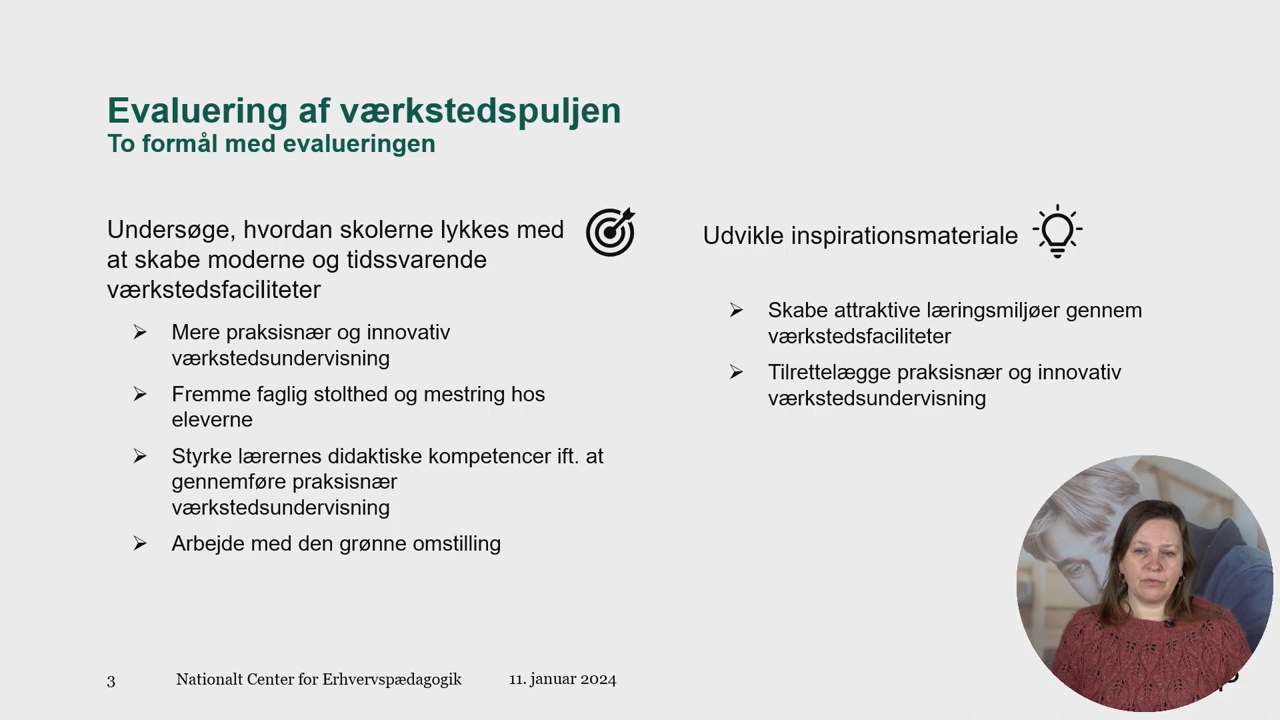 Evaluering af værkstedspuljen
To formål med evalueringen
Undersøge, hvordan skolerne lykkes med
at skabe moderne og tidssvarende
værkstedsfaciliteter
Mere praksisnær og innovativ
værkstedsundervisning
Fremme faglig stolthed og mestring hos
eleverne
Styrke lærernes didaktiske kompetencer ift. at
gennemføre praksisnær
værkstedsundervisning
Arbejde med den grønne omstilling
Udvikle inspirationsmateriale
Skabe attraktive læringsmiljøer gennem
værkstedsfaciliteter
Tilrettelægge praksisnær og innovativ
værkstedsundervisning
3 Nationalt Center for Erhvervspædagogik 11. januar 2024